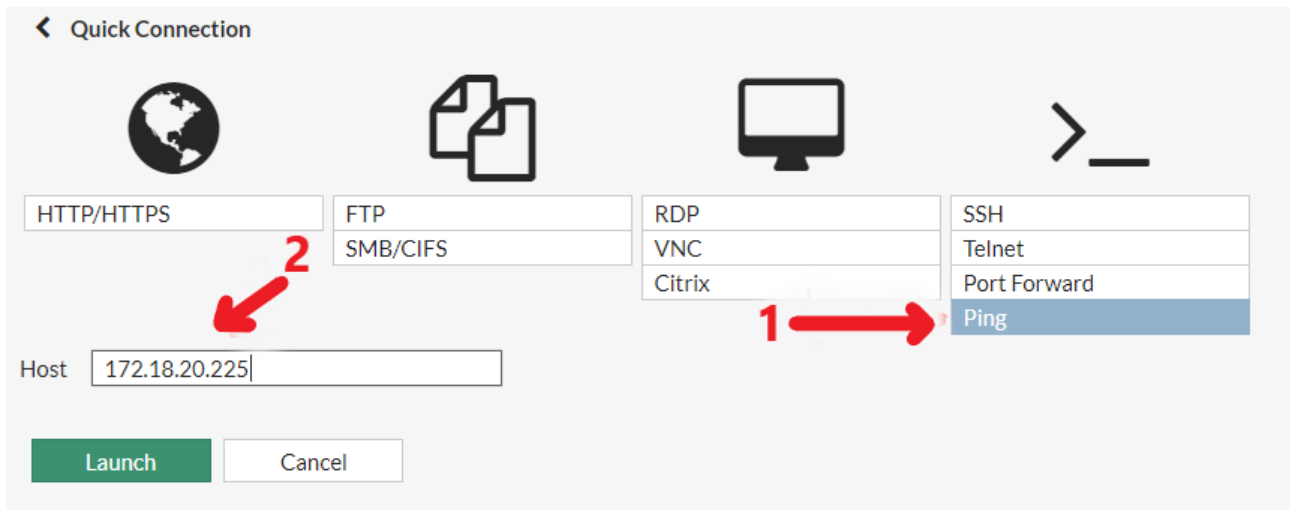 Quick Connection
HTTP/HTTPS
FTP
RDP
SSH
SMB/CIFS
VNC
Telnet
Citrix
Port Forward
Ping
2
1
Host 172.18.20.225
Launch
Cancel